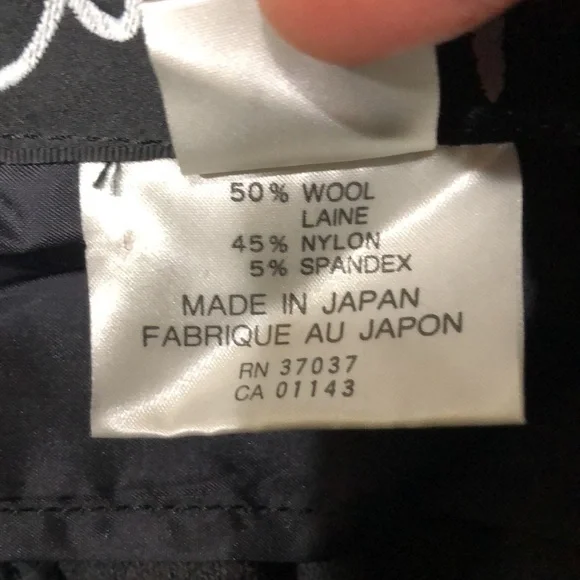 50% WOOL
LAINE
45% NYLON
5% SPANDEX
MADE IN JAPAN
FABRIQUE AU JAPON
RN 37037
CA 01143